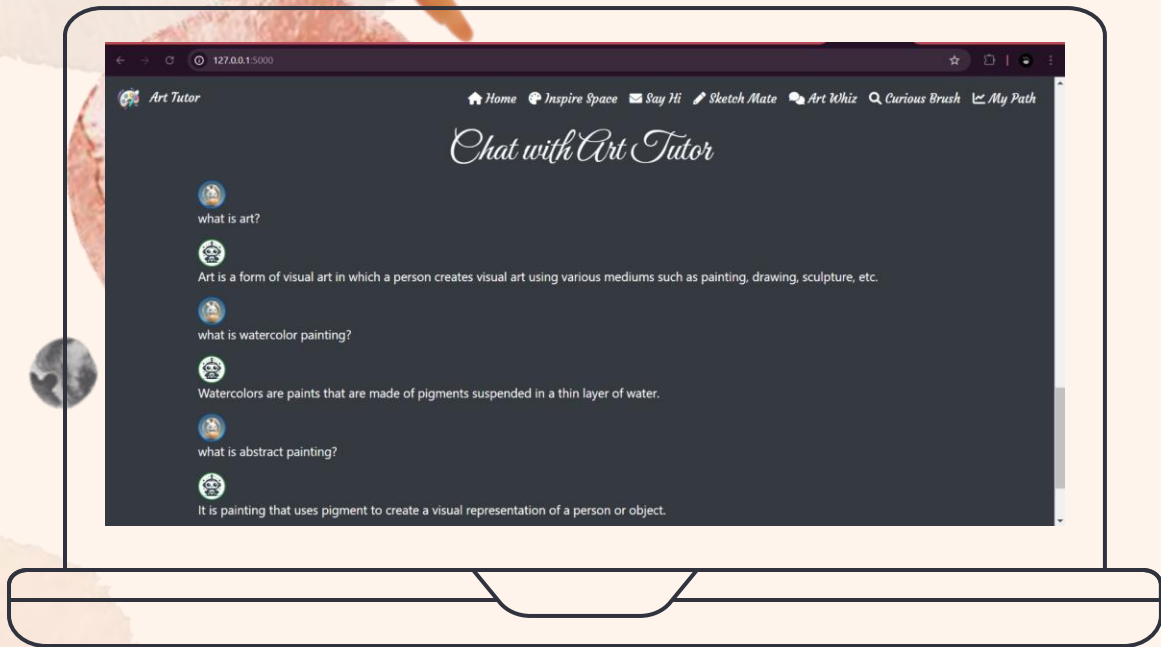 127.0.0.1:5000
Art Tutor Home Inspire Space Say Hi Sketch Mate Art Whiz Curious Brush My Path
Chat with Art Tutor
what is art?
Art is a form of visual art in which a person creates visual art using various mediums such as painting, drawing, sculpture, etc.
what is watercolor painting?
Watercolors are paints that are made of pigments suspended in a thin layer of water.
what is abstract painting?
It is painting that uses pigment to create a visual representation of a person or object.